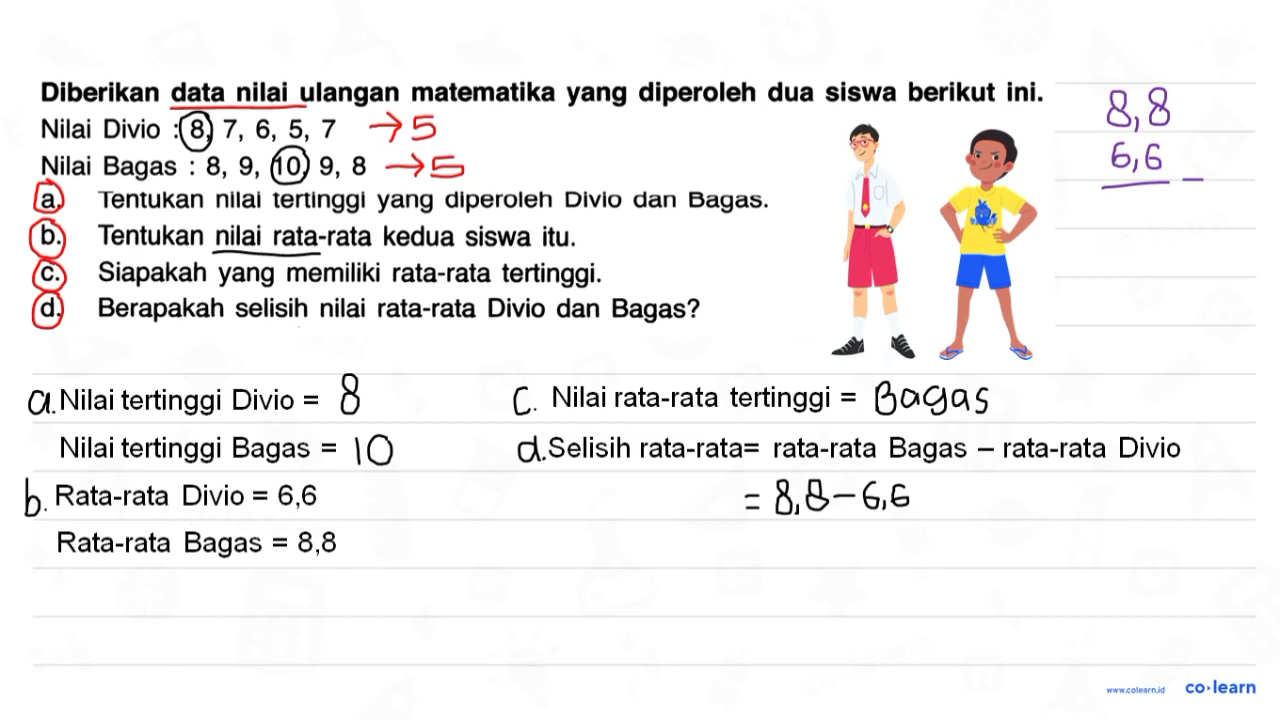 Diberikan data nilai ulangan matematika yang diperoleh dua siswa berikut ini.
Nilai Divio : 8, 7, 6, 5, 7 → 5
Nilai Bagas : 8, 9, 10, 9, 8 → 5
a. Tentukan nilai tertinggi yang diperoleh Divio dan Bagas.
b. Tentukan nilai rata-rata kedua siswa itu.
c. Siapakah yang memiliki rata-rata tertinggi.
d. Berapakah selisih nilai rata-rata Divio dan Bagas?
8,8
6,6 –
a. Nilai tertinggi Divio = 8
Nilai tertinggi Bagas = 10
b. Rata-rata Divio = 6,6
Rata-rata Bagas = 8,8
c. Nilai rata-rata tertinggi = Bagas
d. Selisih rata-rata= rata-rata Bagas – rata-rata Divio
= 8,8 – 6,6
www.colearn.id co·learn